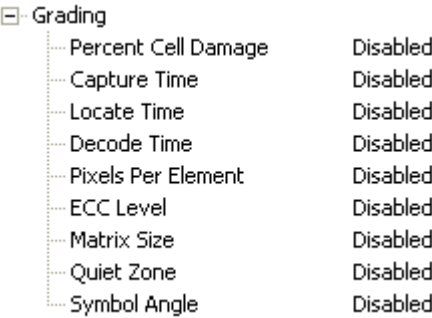 Grading
Percent Cell Damage Disabled
Capture Time Disabled
Locate Time Disabled
Decode Time Disabled
Pixels Per Element Disabled
ECC Level Disabled
Matrix Size Disabled
Quiet Zone Disabled
Symbol Angle Disabled